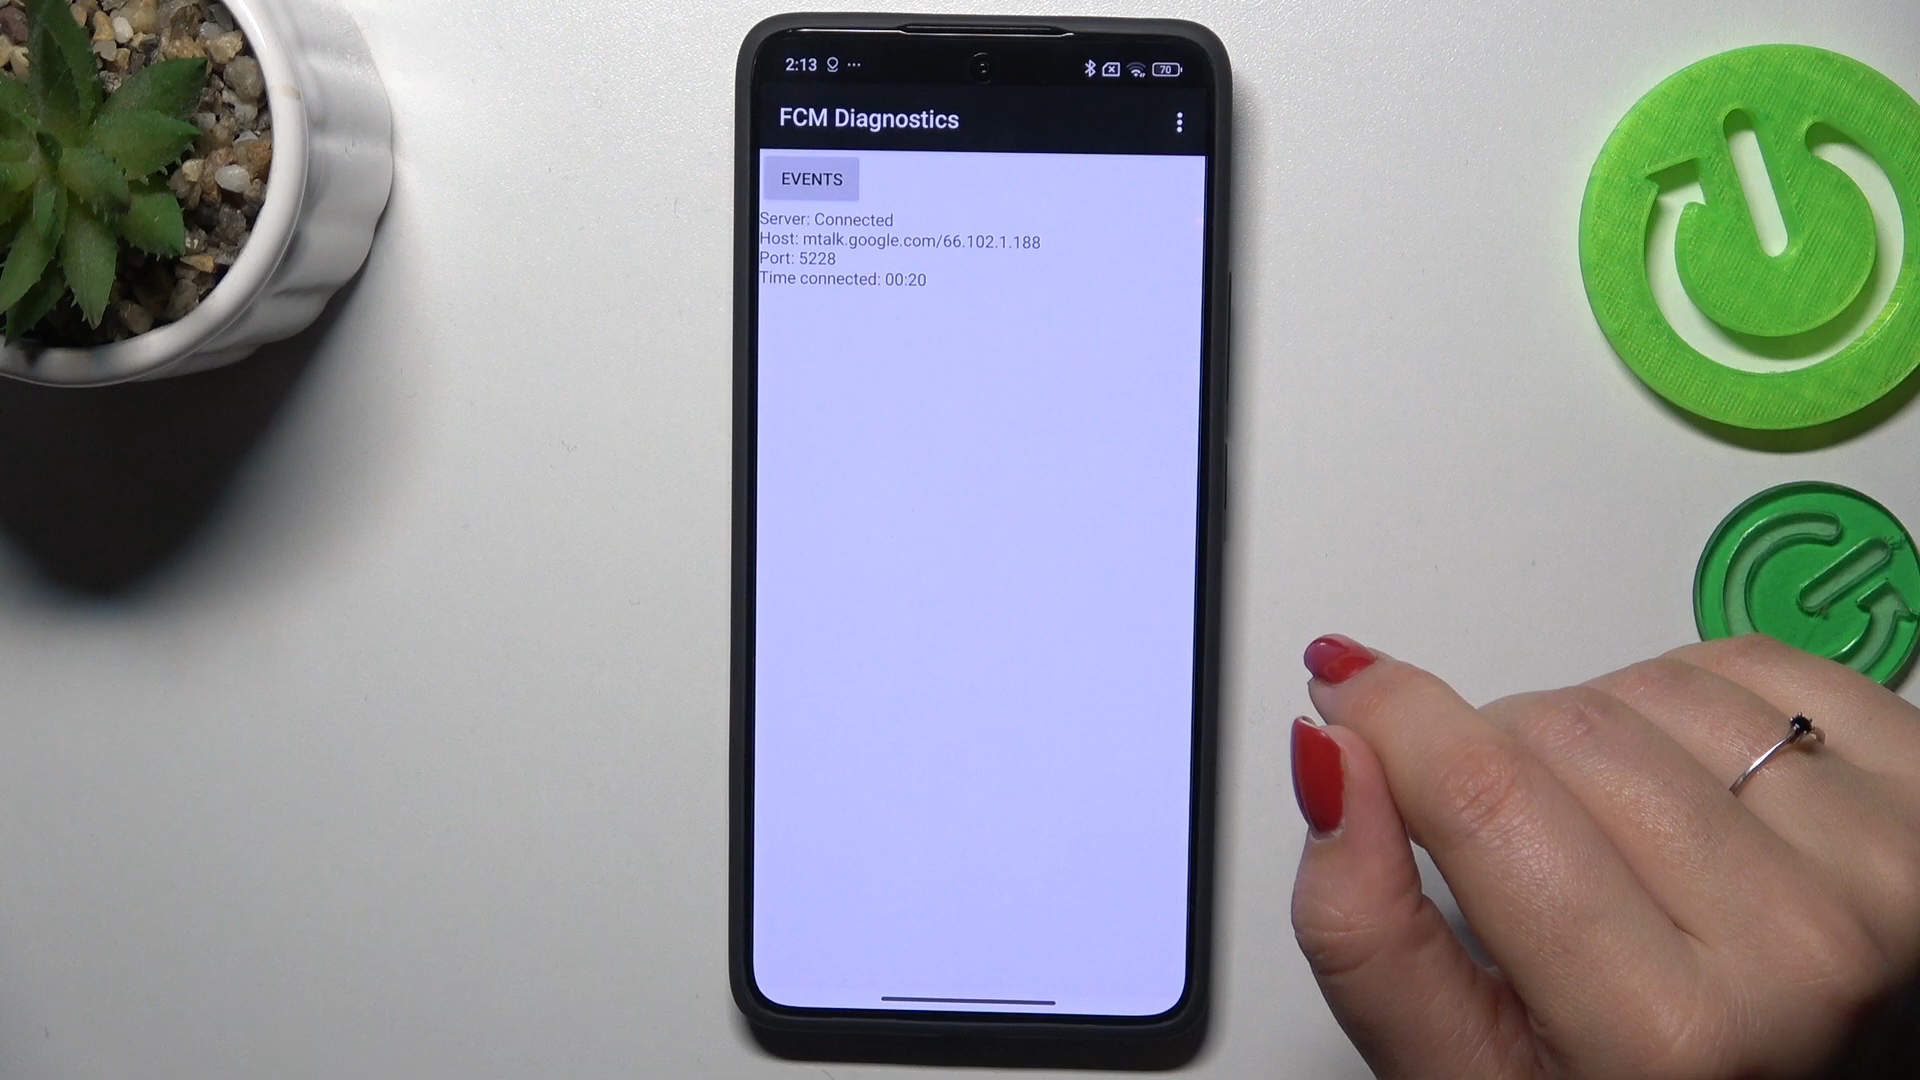 2:13
70
FCM Diagnostics
EVENTS
Server: Connected
Host: mtalk.google.com/66.102.1.188
Port: 5228
Time connected: 00:20